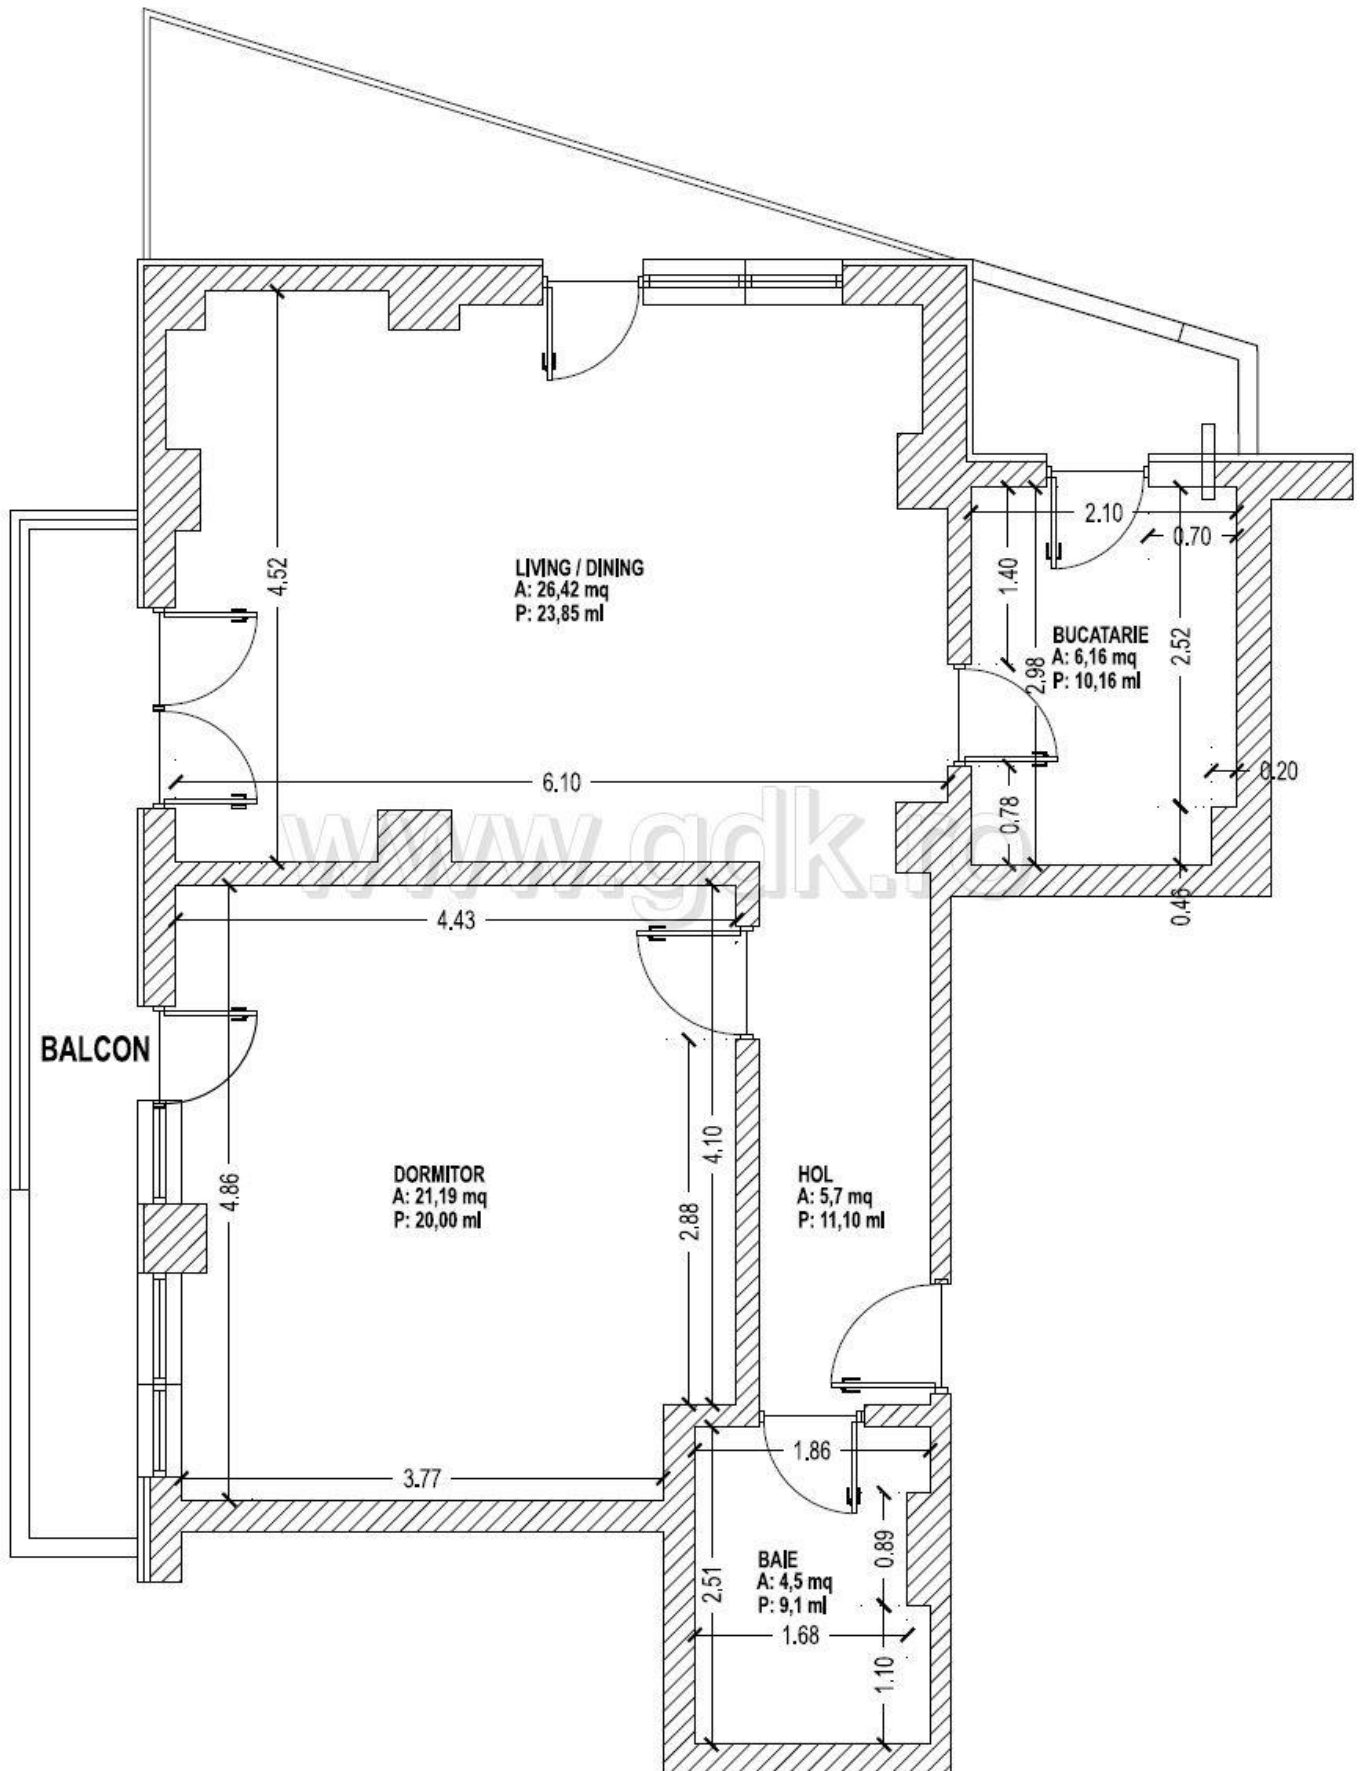 2.10
0.70
1.40
4.52
LIVING / DINING
A: 26,42 mq
P: 23,85 ml
BUCATARIE
A: 6,16 mq
P: 10,16 ml
2.52
2.98
6.10
0.20
0.78
www.gdk.ro
4.43
0.46
BALCON
4.10
DORMITOR
A: 21,19 mq
P: 20,00 ml
4.86
2.88
HOL
A: 5,7 mq
P: 11,10 ml
1.86
3.77
0.89
BAIE
A: 4,5 mq
P: 9,1 ml
2.51
1.68
1.10